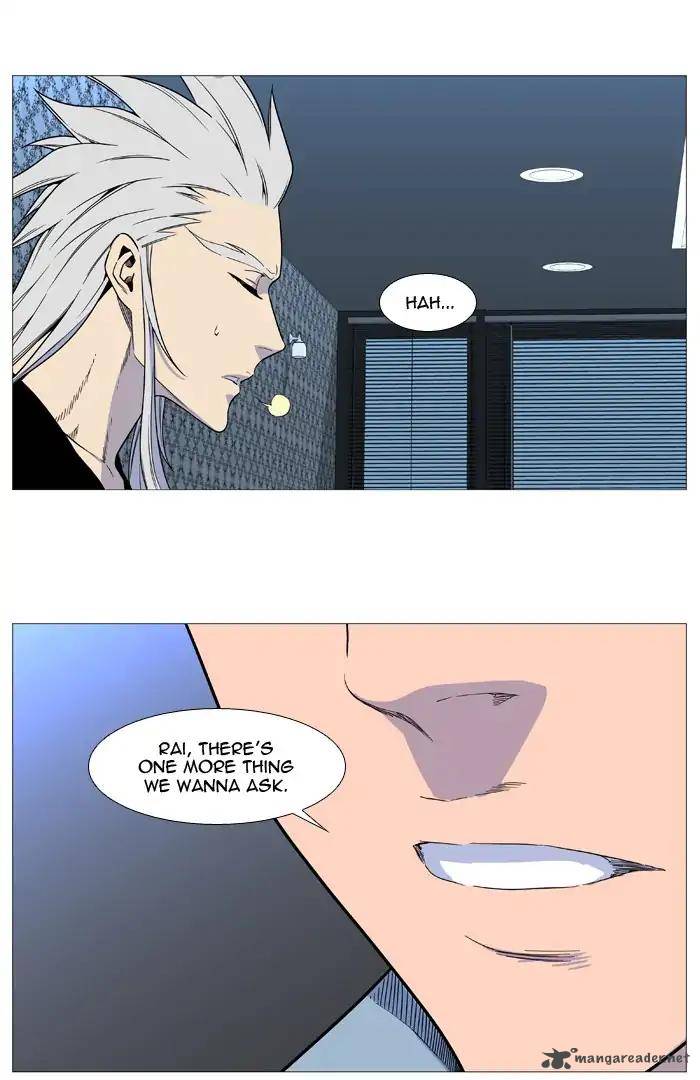 HAH...
RAI, THERE'S
ONE MORE THING
WE WANNA ASK.
mangareader.net